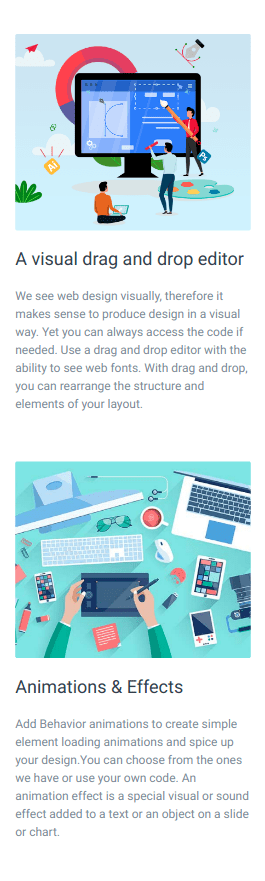 Ai
Ps
A visual drag and drop editor
We see web design visually, therefore it
makes sense to produce design in a visual
way. Yet you can always access the code if
needed. Use a drag and drop editor with the
ability to see web fonts. With drag and drop,
you can rearrange the structure and
elements of your layout.
Animations & Effects
Add Behavior animations to create simple
element loading animations and spice up
your design.You can choose from the ones
we have or use your own code. An
animation effect is a special visual or sound
effect added to a text or an object on a slide
or chart.